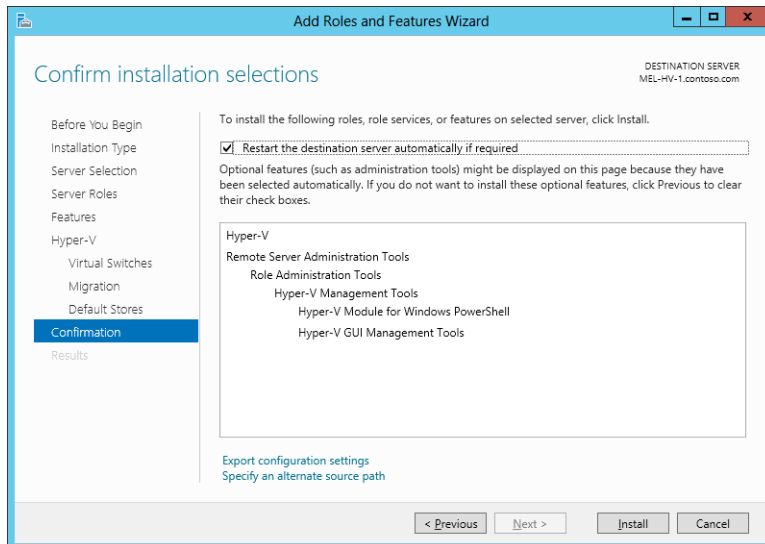 Add Roles and Features Wizard
Confirm installation selections
DESTINATION SERVER
MEL-HV-1.contoso.com
Before You Begin
Installation Type
Server Selection
Server Roles
Features
Hyper-V
Virtual Switches
Migration
Default Stores
Confirmation
Results
To install the following roles, role services, or features on selected server, click Install.
Restart the destination server automatically if required
Optional features (such as administration tools) might be displayed on this page because they have
been selected automatically. If you do not want to install these optional features, click Previous to clear
their check boxes.
Hyper-V
Remote Server Administration Tools
Role Administration Tools
Hyper-V Management Tools
Hyper-V Module for Windows PowerShell
Hyper-V GUI Management Tools
Export configuration settings
Specify an alternate source path
< Previous
Next >
Install
Cancel